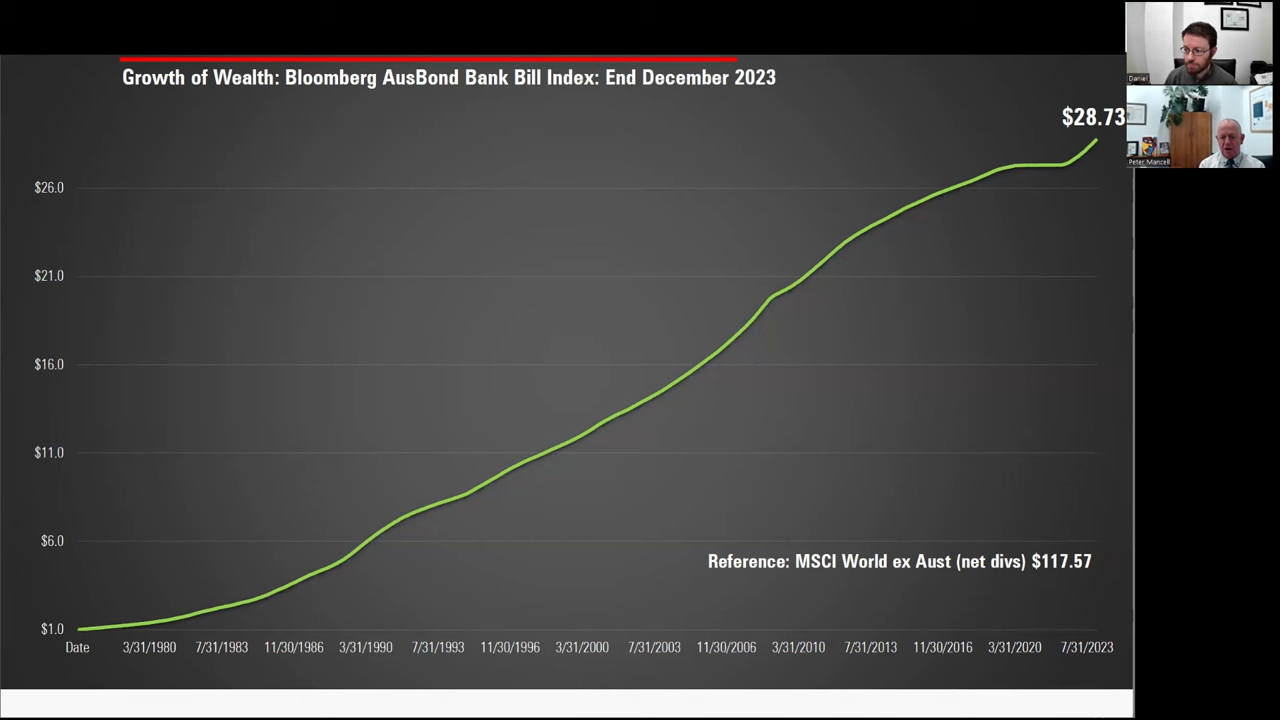 Growth of Wealth: Bloomberg AusBond Bank Bill Index: End December 2023
Daniel
$28.73
Peter Mancell
$26.0
$21.0
$16.0
$11.0
$6.0
Reference: MSCI World ex Aust (net divs) $117.57
$1.0
Date 3/31/1980 7/31/1983 11/30/1986 3/31/1990 7/31/1993 11/30/1996 3/31/2000 7/31/2003 11/30/2006 3/31/2010 7/31/2013 11/30/2016 3/31/2020 7/31/2023